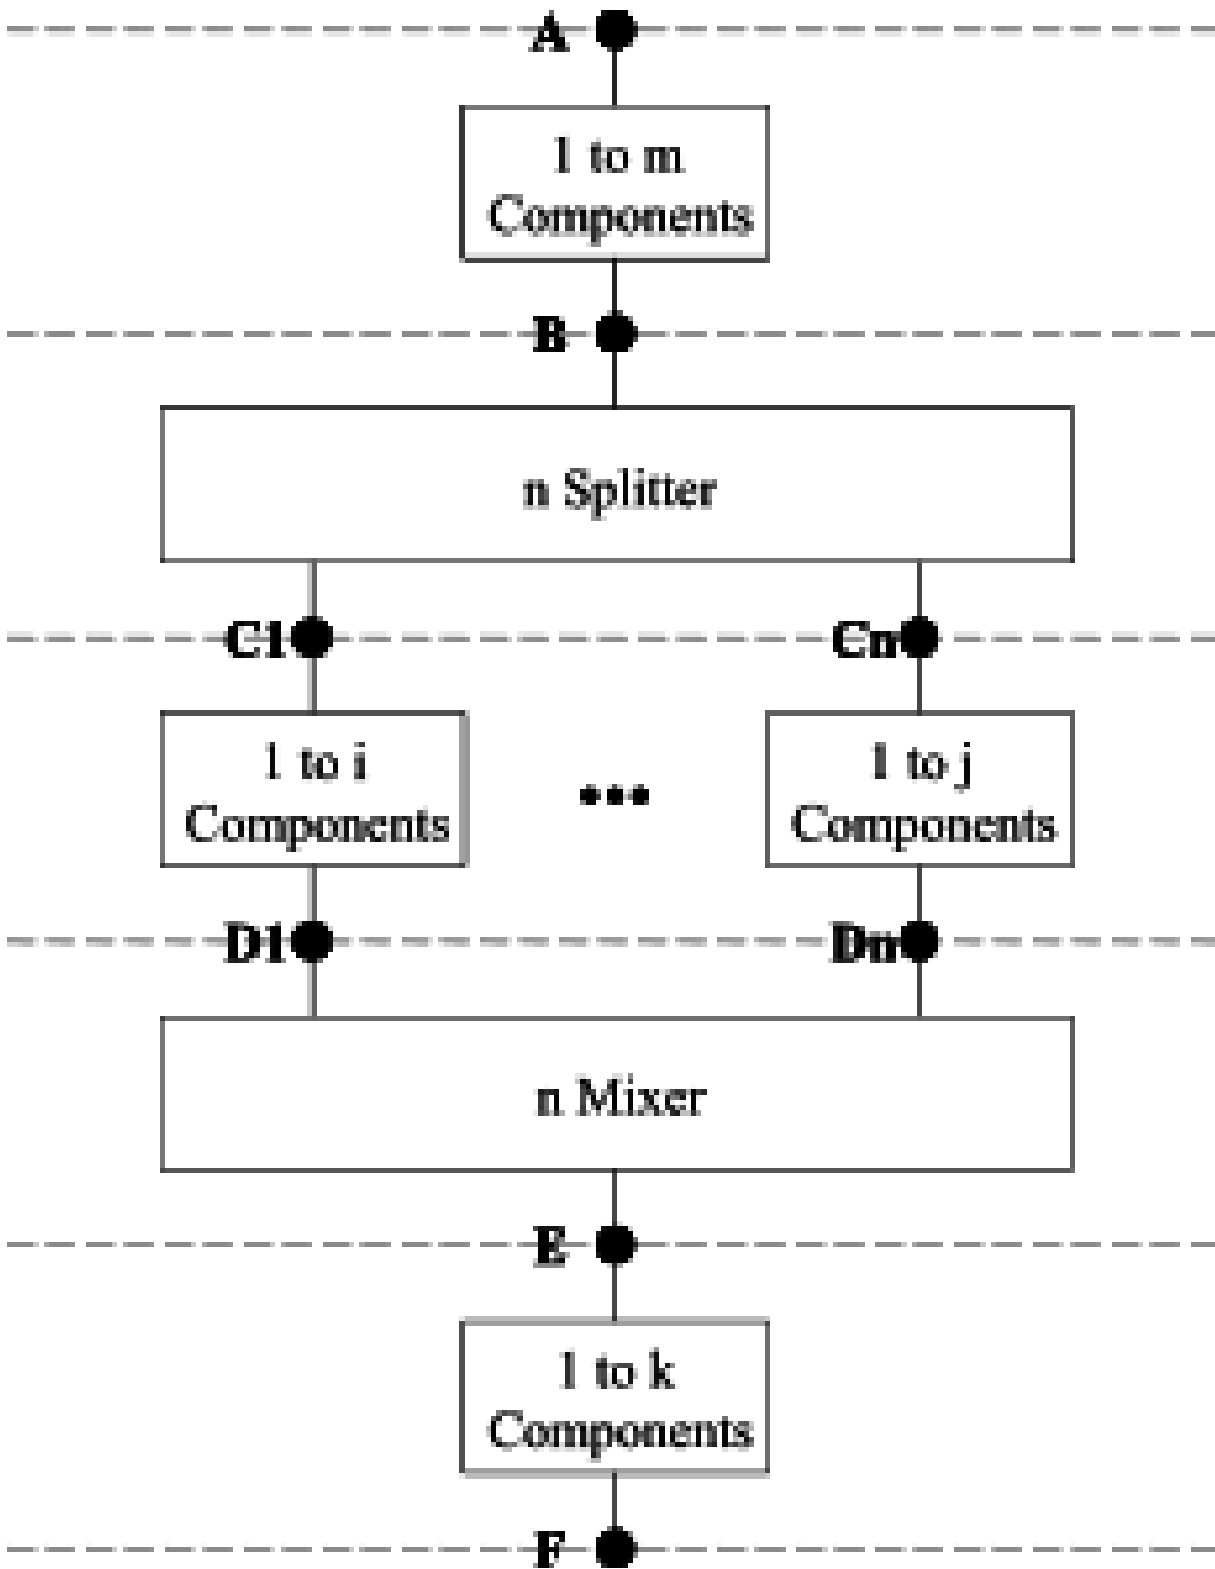 A
1 to m
Components
B
n Splitter
C1
Cn
1 to i
Components
1 to j
Components
D1
Dn
n Mixer
E
1 to k
Components
F